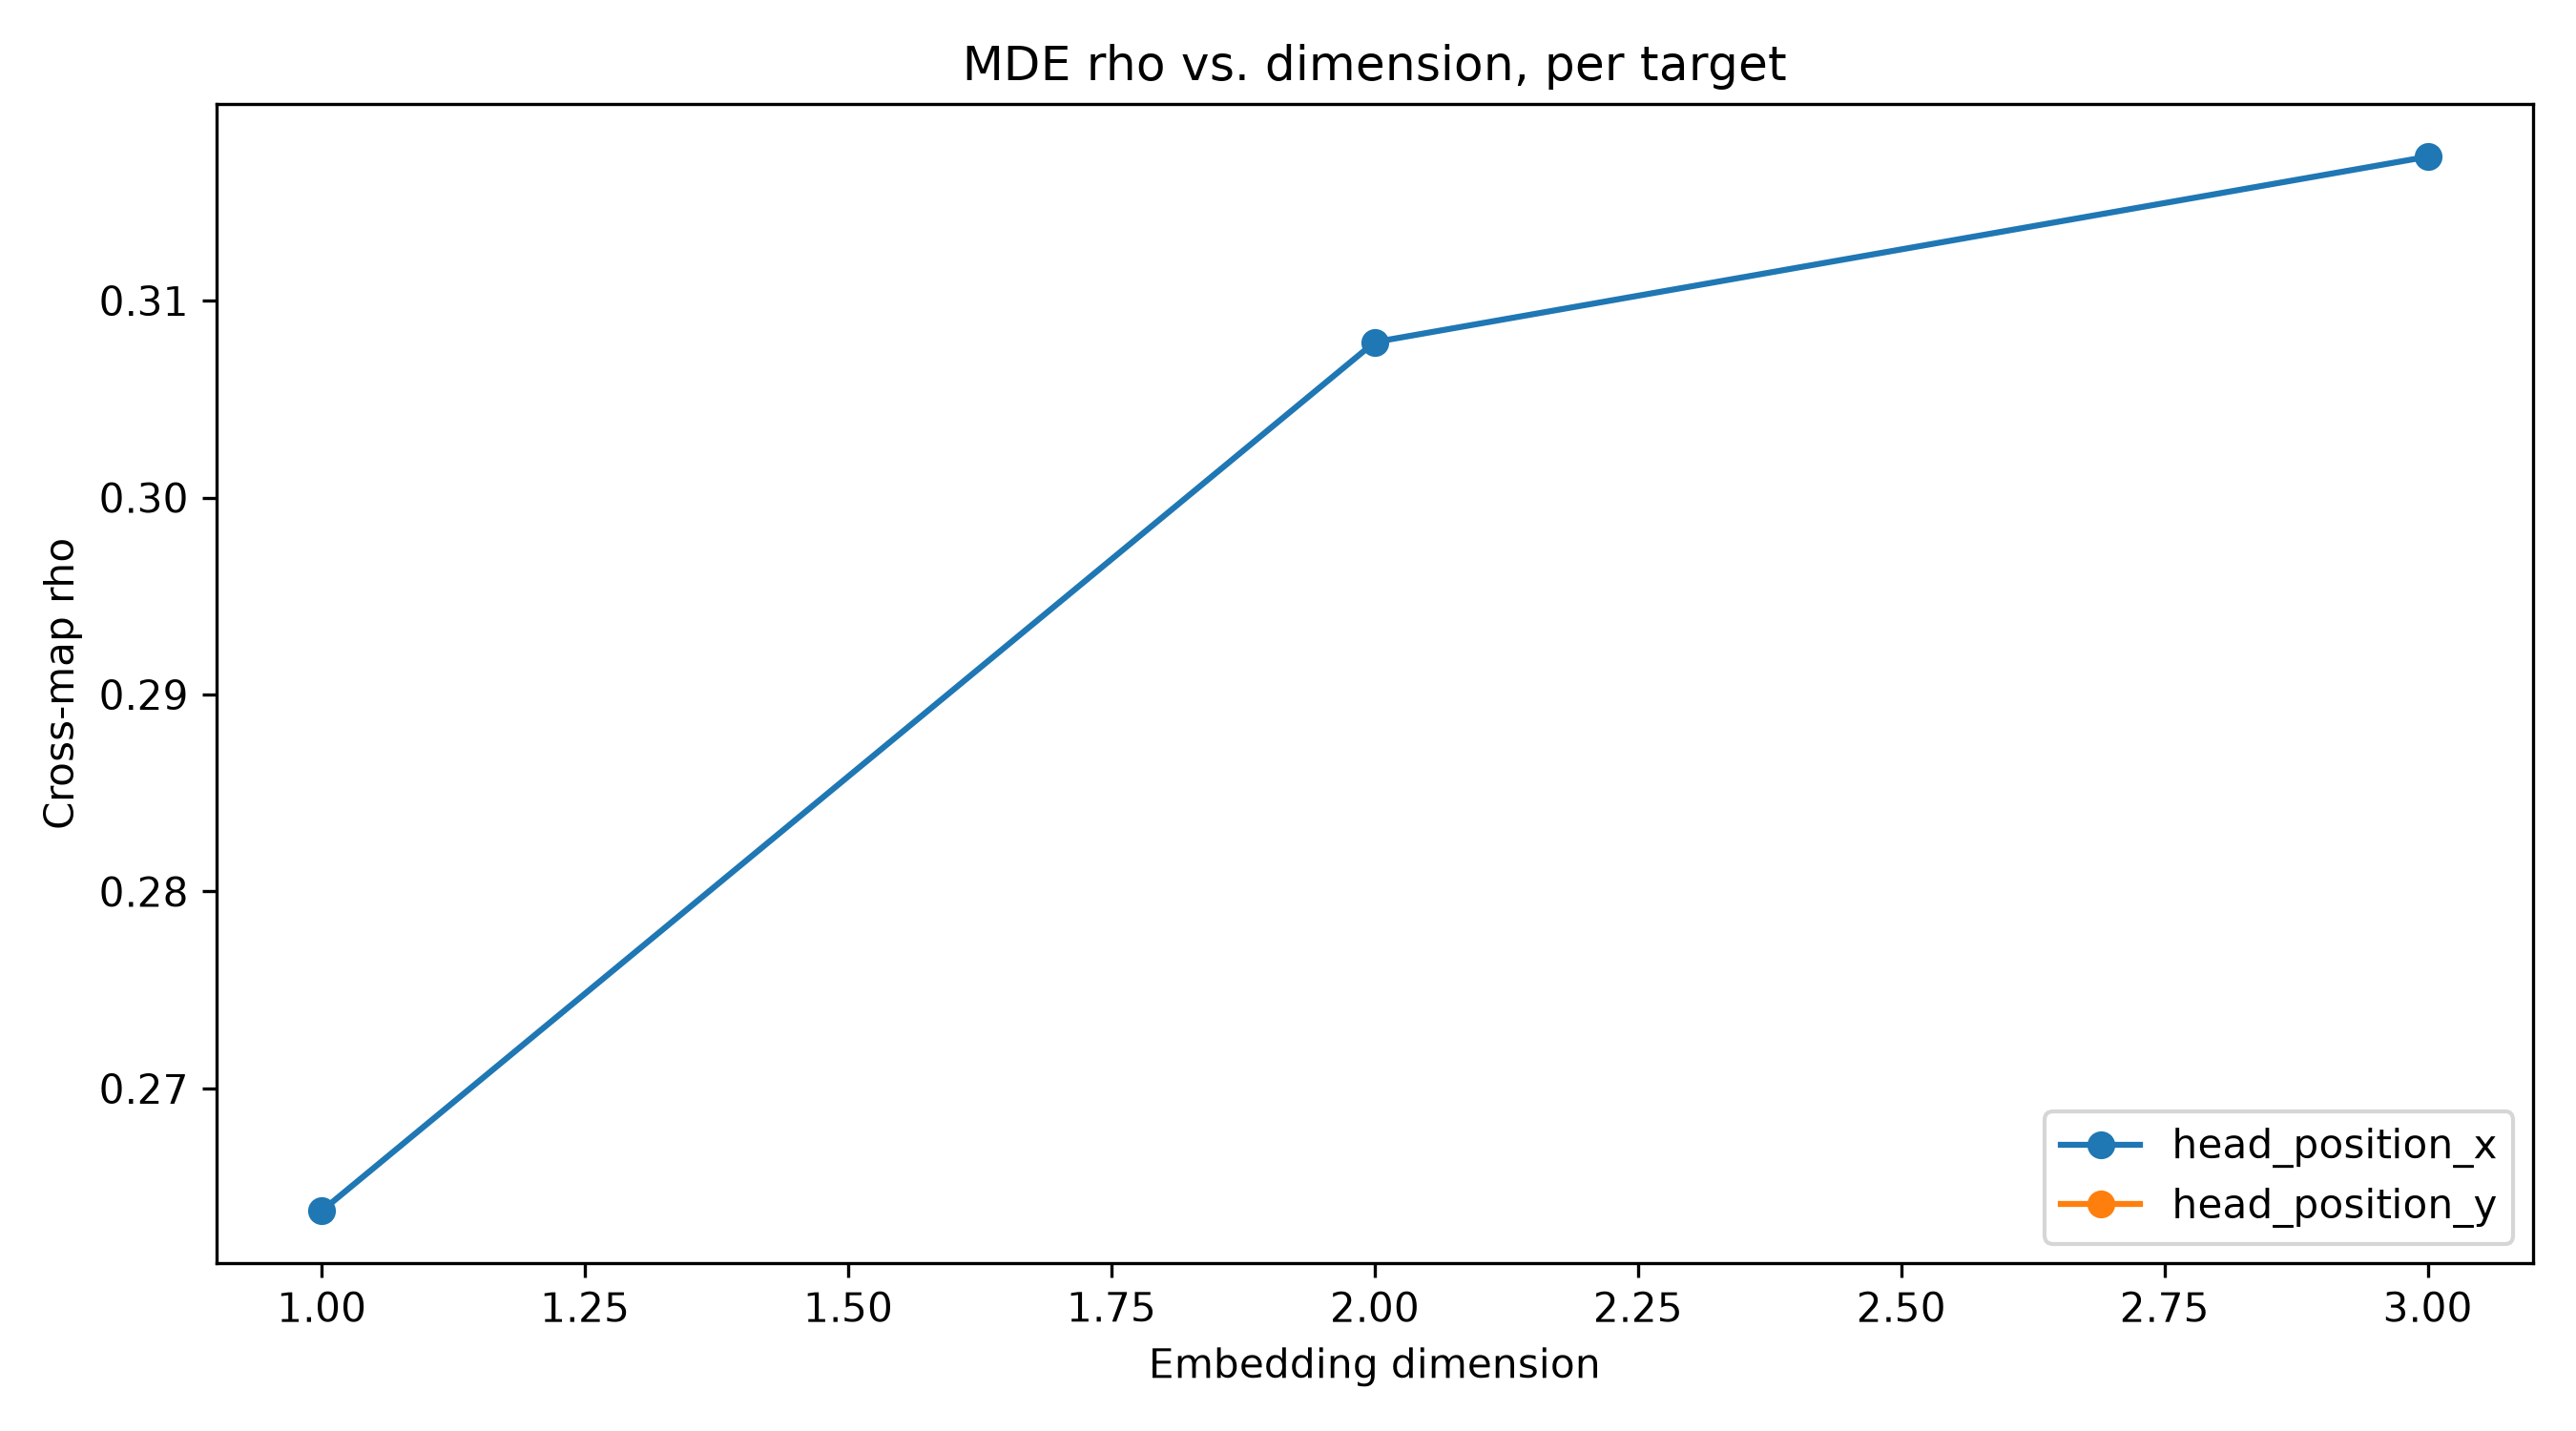 MDE rho vs. dimension, per target
Cross-map rho
0.31
0.30
0.29
0.28
0.27
head_position_x
head_position_y
1.00 1.25 1.50 1.75 2.00 2.25 2.50 2.75 3.00
Embedding dimension